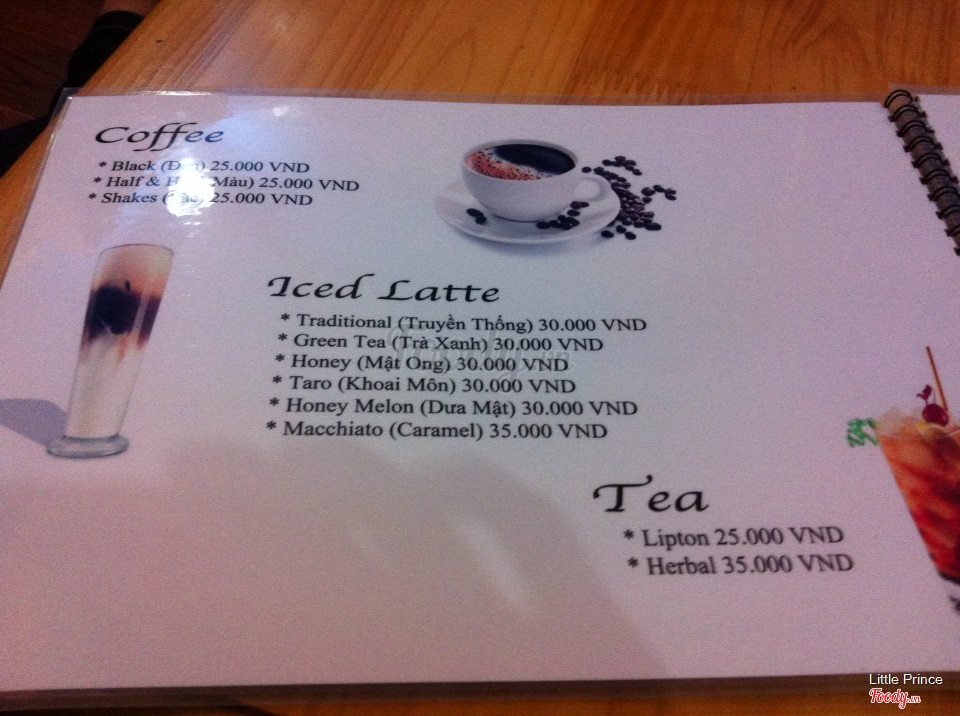 Coffee
* Black 25.000 VND
* Half & Màu) 25.000 VND
* Shakes 25.000 VND
Iced Latte
* Traditional (Truyền Thống) 30.000 VND
* Green Tea (Trà Xanh) 30.000 VND
* Honey (Mật Ong) 30.000 VND
* Taro (Khoai Môn) 30.000 VND
* Honey Melon (Dưa Mật) 30.000 VND
* Macchiato (Caramel) 35.000 VND
Tea
* Lipton 25.000 VND
* Herbal 35.000 VND
Little Prince
Foody.vn